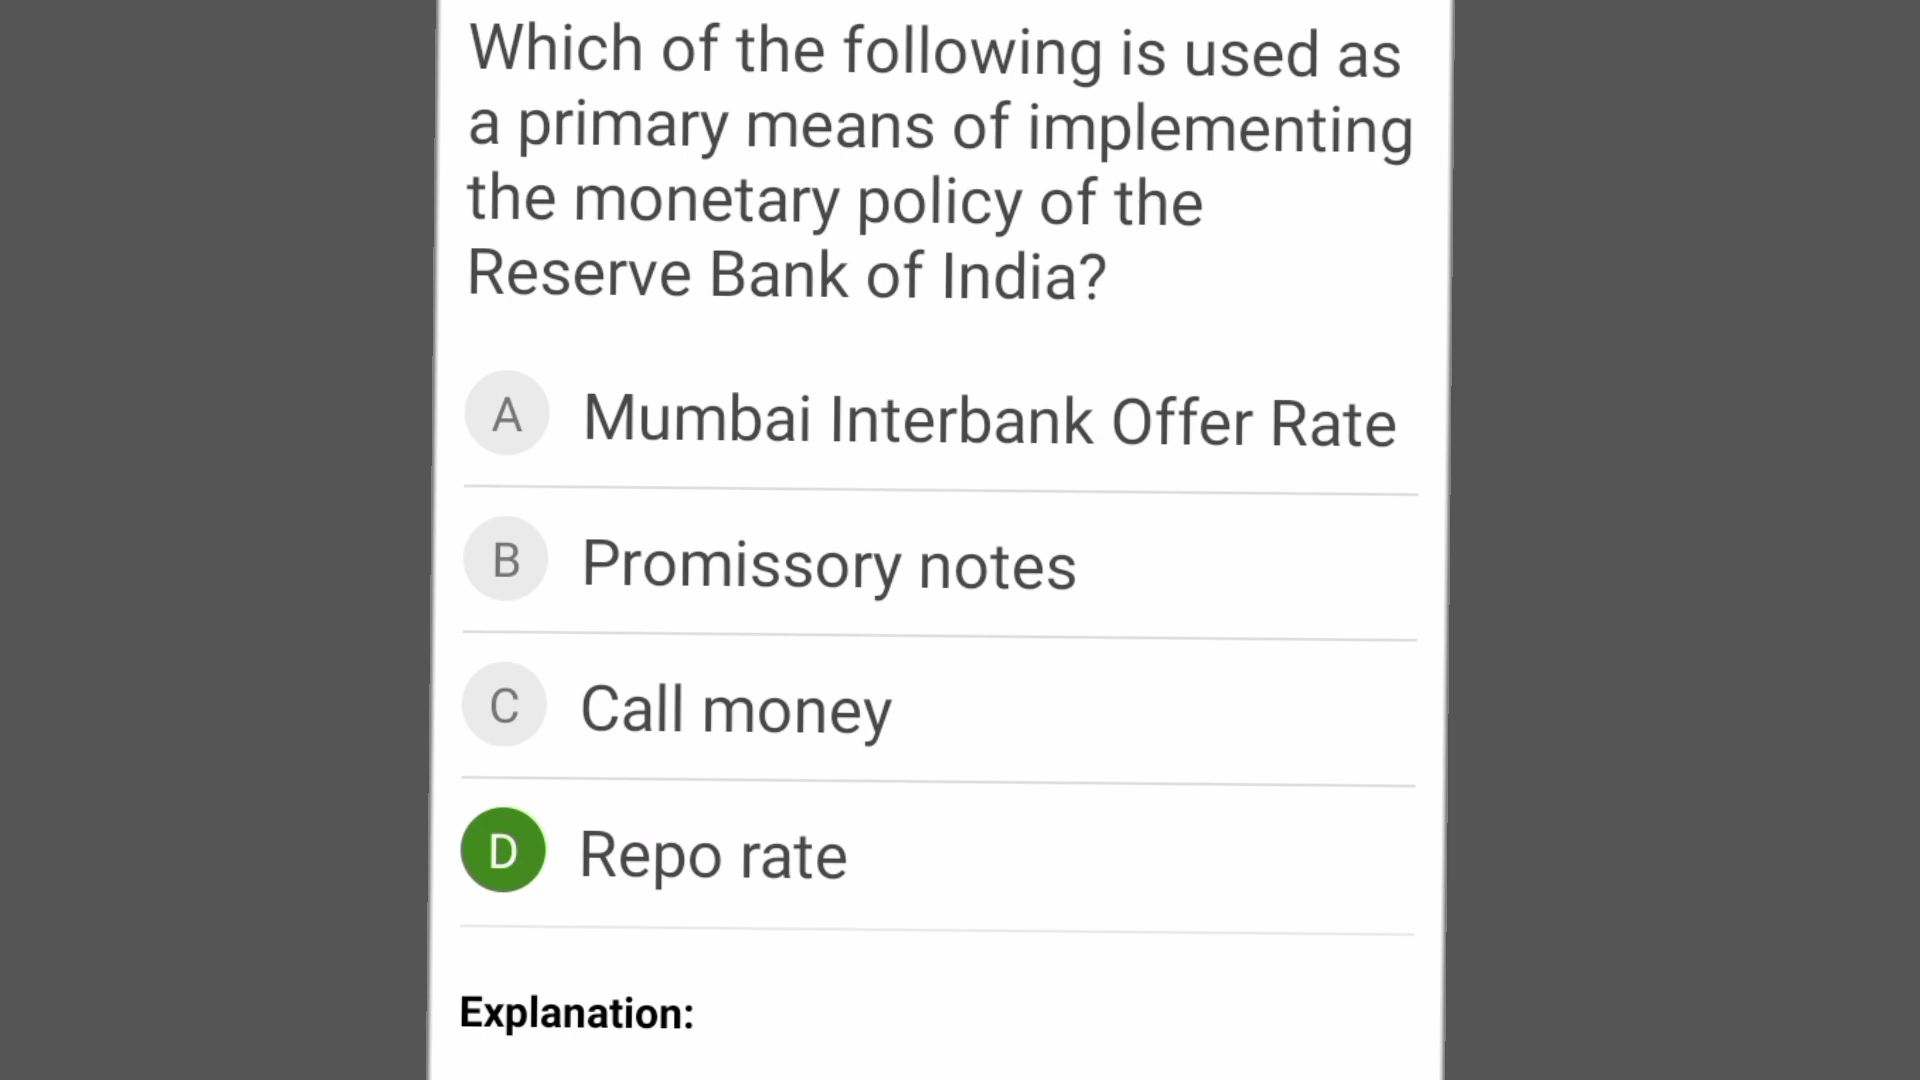 Which of the following is used as
a primary means of implementing
the monetary policy of the
Reserve Bank of India?
A Mumbai Interbank Offer Rate
B Promissory notes
C Call money
D Repo rate
Explanation: